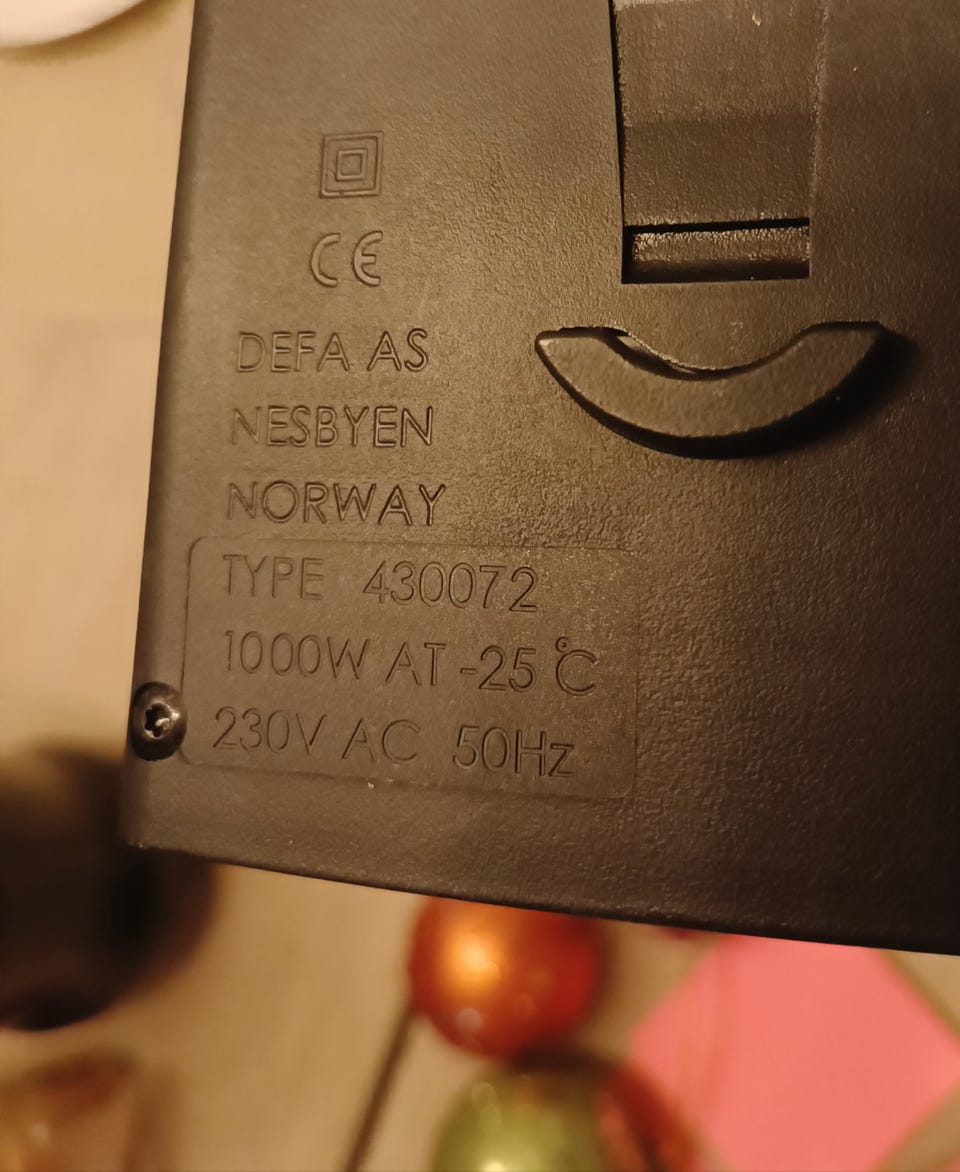 CE
DEFA AS
NESBYEN
NORWAY
TYPE 430072
1000W AT -25 °C
230V AC 50Hz